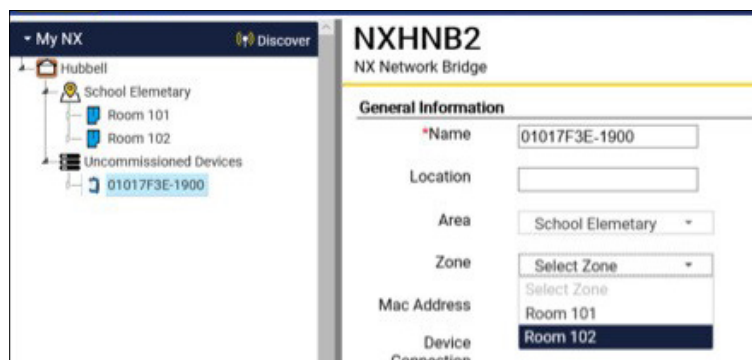 My NX
Discover
Hubbell
School Elemetary
Room 101
Room 102
Uncommissioned Devices
01017F3E-1900
NXHNB2
NX Network Bridge
General Information
*Name 01017F3E-1900
Location
Area School Elemetary
Zone Select Zone
Select Zone
Room 101
Mac Address
Room 102
Device
Connection